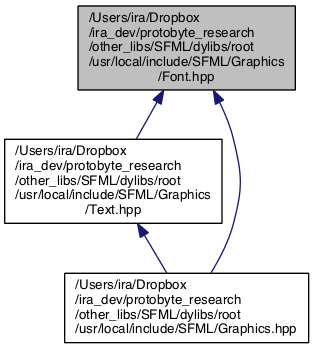 /Users/ira/Dropbox
/ira_dev/protobyte_research
/other_libs/SFML/dylibs/root
/usr/local/include/SFML/Graphics
/Font.hpp
/Users/ira/Dropbox
/ira_dev/protobyte_research
/other_libs/SFML/dylibs/root
/usr/local/include/SFML/Graphics
/Text.hpp
/Users/ira/Dropbox
/ira_dev/protobyte_research
/other_libs/SFML/dylibs/root
/usr/local/include/SFML/Graphics.hpp